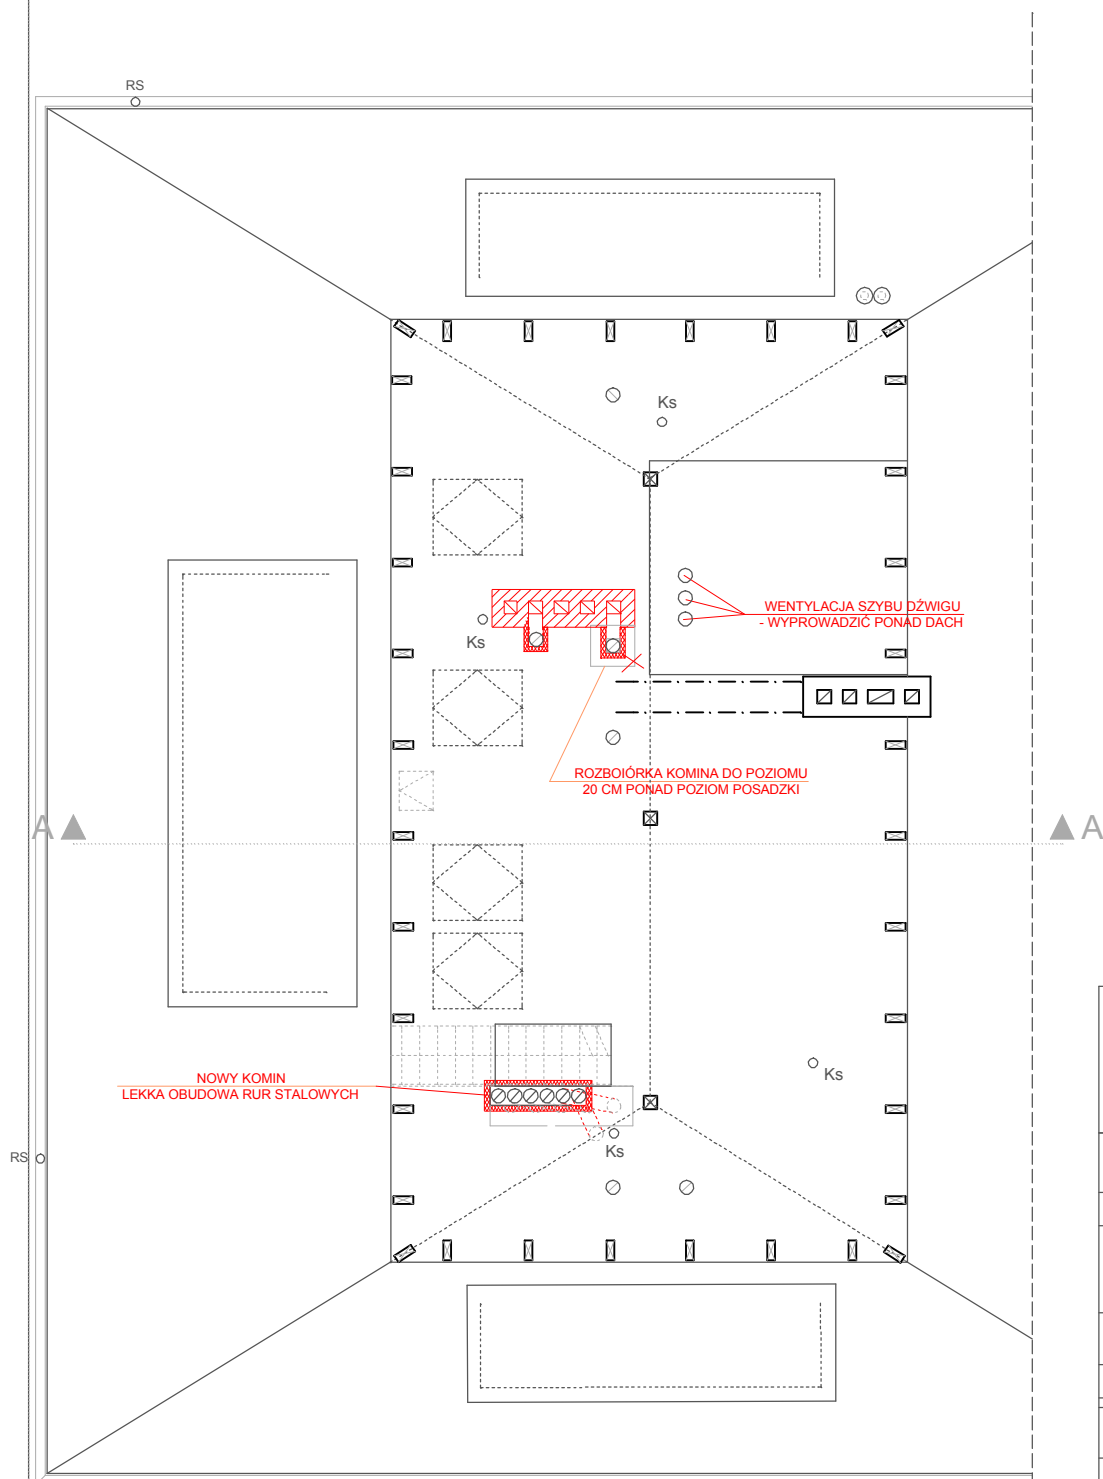 RS
Ks
Ks
WENTYLACJA SZYBU DŹWIGU
- WYPROWADZIĆ PONAD DACH
ROZBOIÓRKA KOMINA DO POZIOMU
20 CM PONAD POZIOM POSADZKI
A
A
Ks
NOWY KOMIN
LEKKA OBUDOWA RUR STALOWYCH
Ks
RS